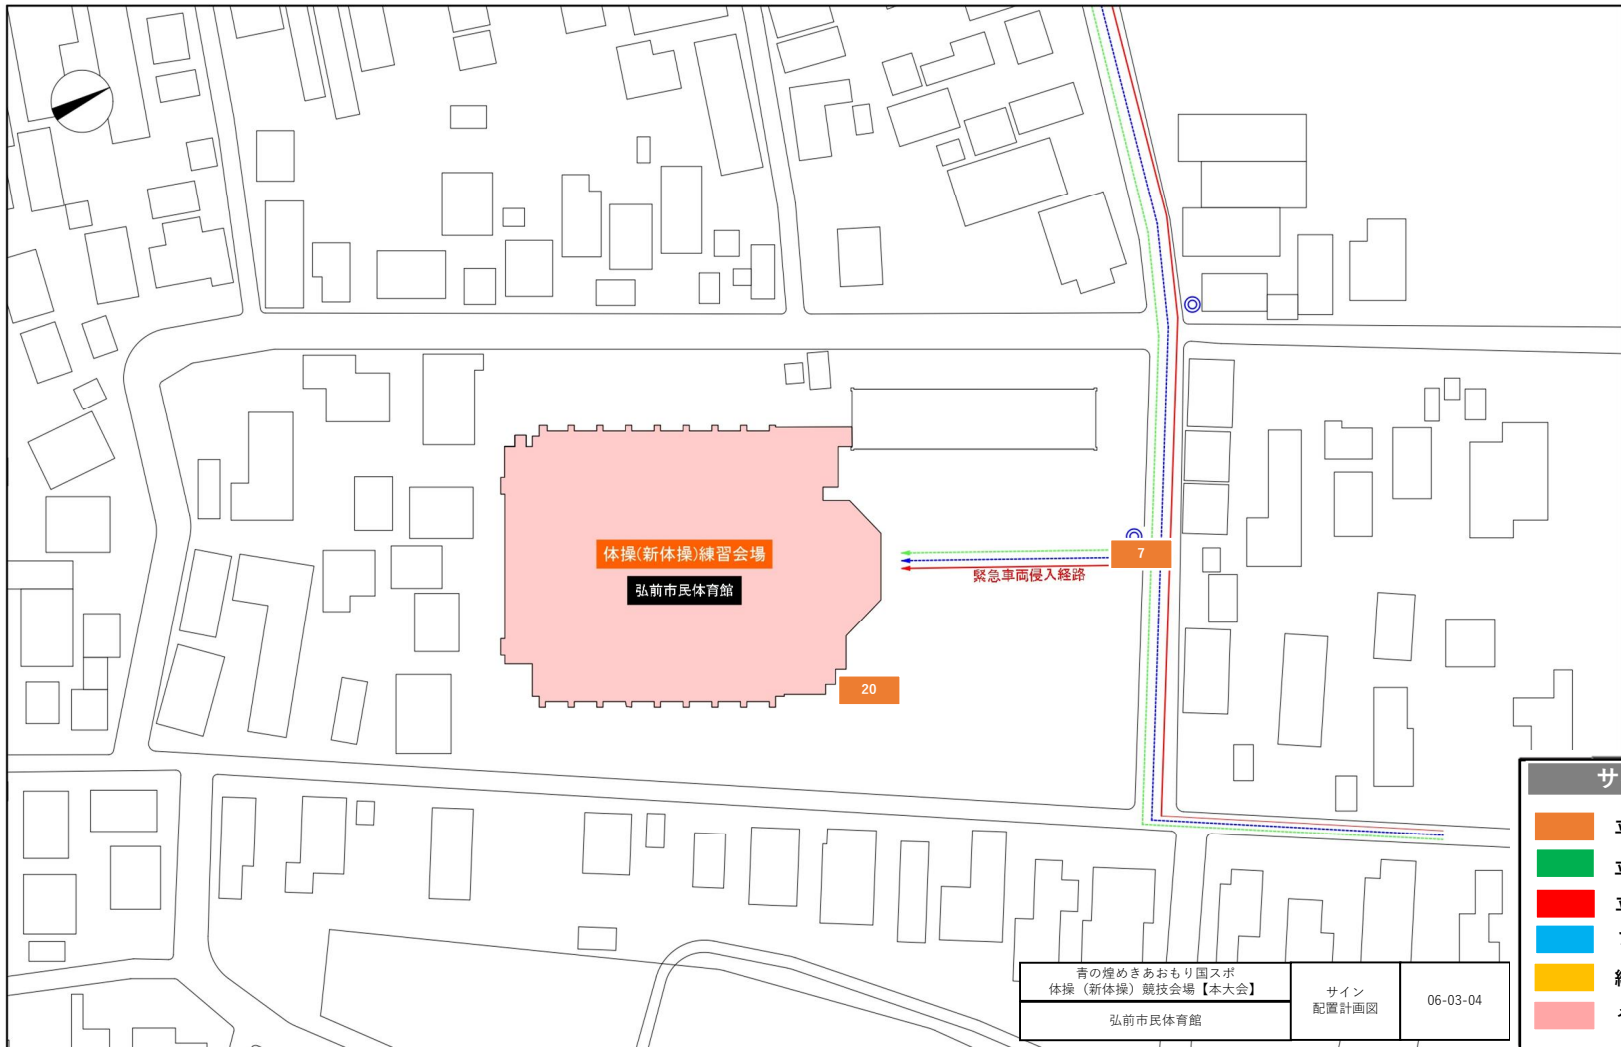 体操(新体操)練習会場
弘前市民体育館
7
緊急車両侵入経路
20
青の煌めきあおもり国スポ
体操（新体操）競技会場【本大会】
弘前市民体育館
サイン
配置計画図
06-03-04
サ